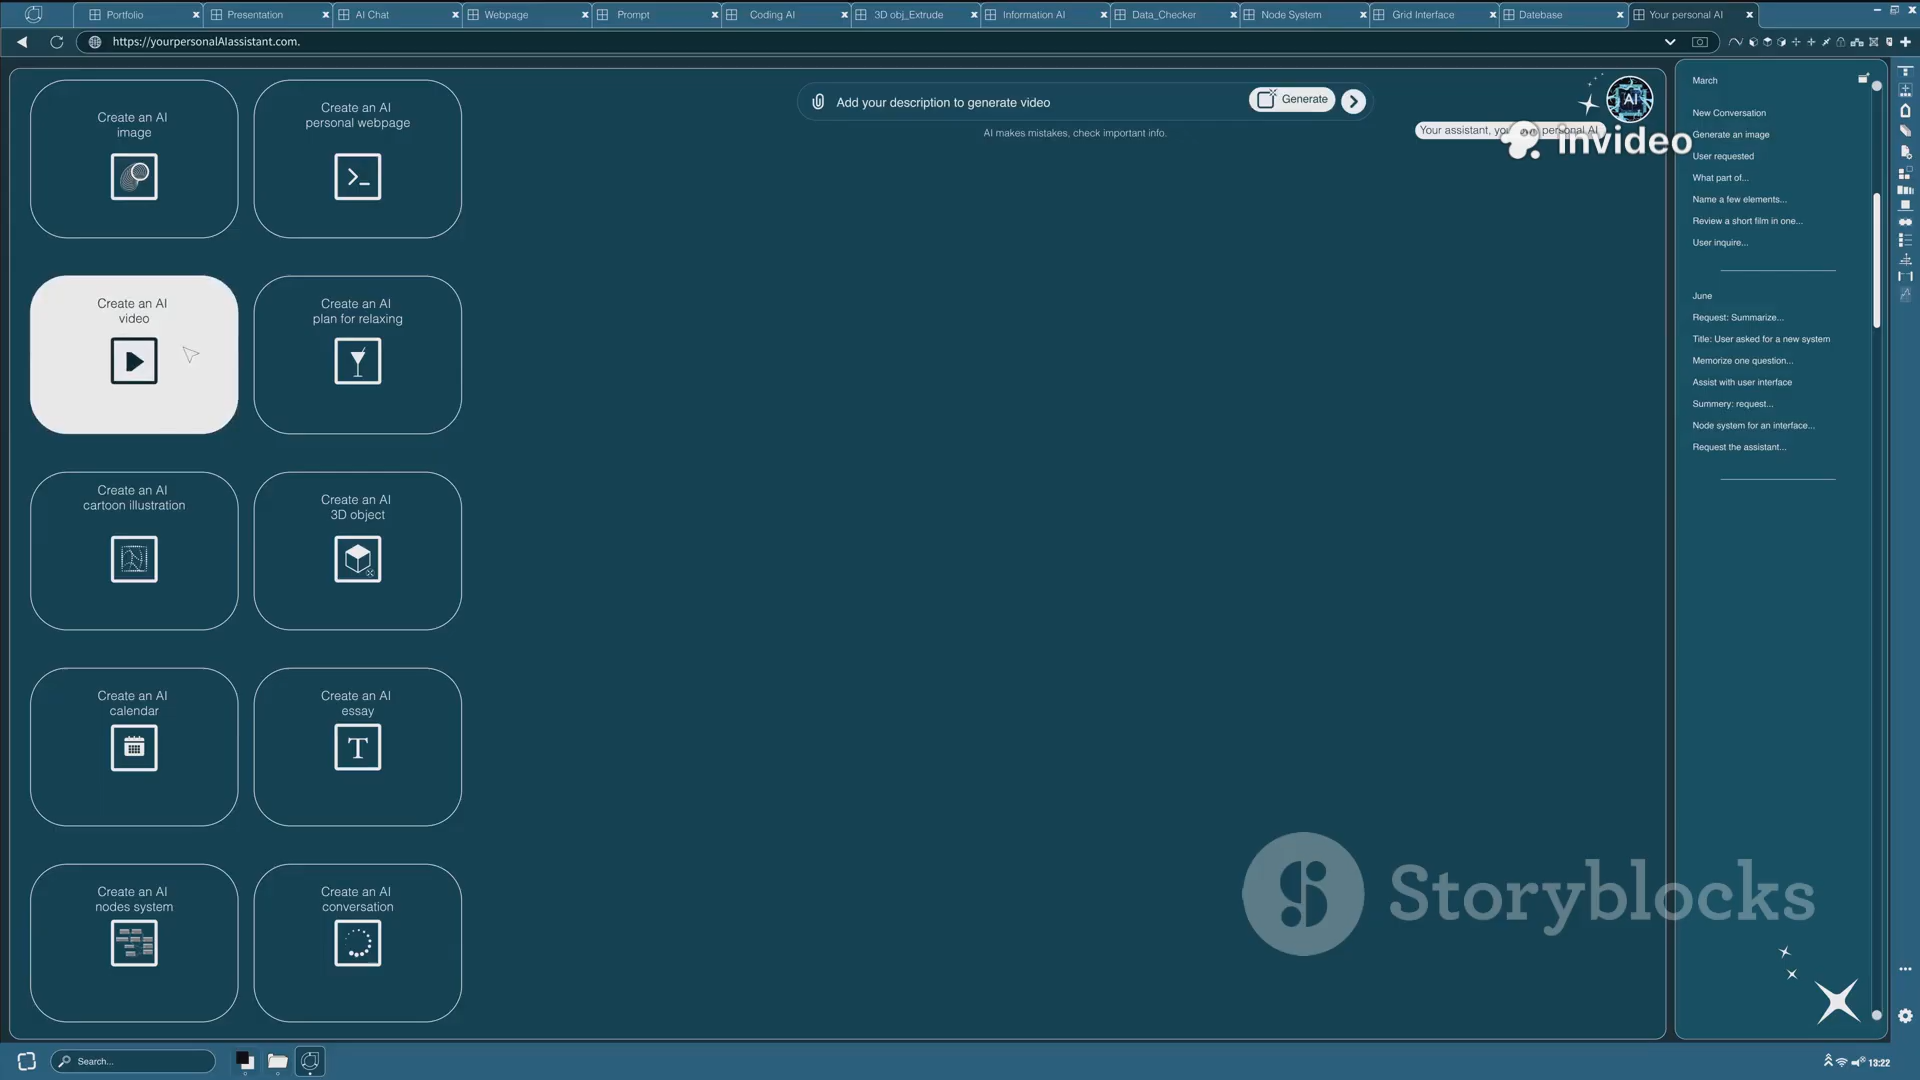 Portfolio
Presentation
AI Chat
Webpage
Prompt
Coding AI
3D obj_Extrude
Information AI
Data_Checker
Node System
Grid Interface
Datebase
Your personal AI
https://yourpersonalAIassistant.com.
Create an AI
image
Create an AI
personal webpage
Add your description to generate video
Generate
AI makes mistakes, check important info.
AI
Your assistant, your own personal AI
invideo
Create an AI
video
Create an AI
plan for relaxing
Create an AI
cartoon illustration
Create an AI
3D object
Create an AI
calendar
Create an AI
essay
T
Create an AI
nodes system
Create an AI
conversation
March
New Conversation
Generate an image
User requested
What part of...
Name a few elements...
Review a short film in one...
User inquire...
June
Request: Summarize...
Title: User asked for a new system
Memorize one question...
Assist with user interface
Summery: request...
Node system for an interface...
Request the assistant...
Storyblocks
Search...
13:22